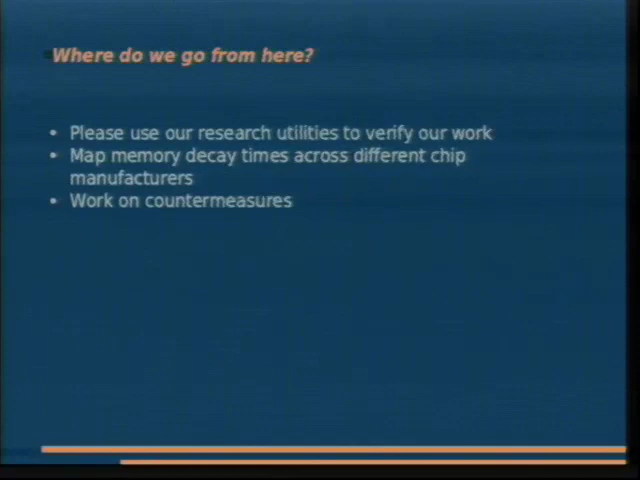 Where do we go from here?
• Please use our research utilities to verify our work
• Map memory decay times across different chip
manufacturers
• Work on countermeasures